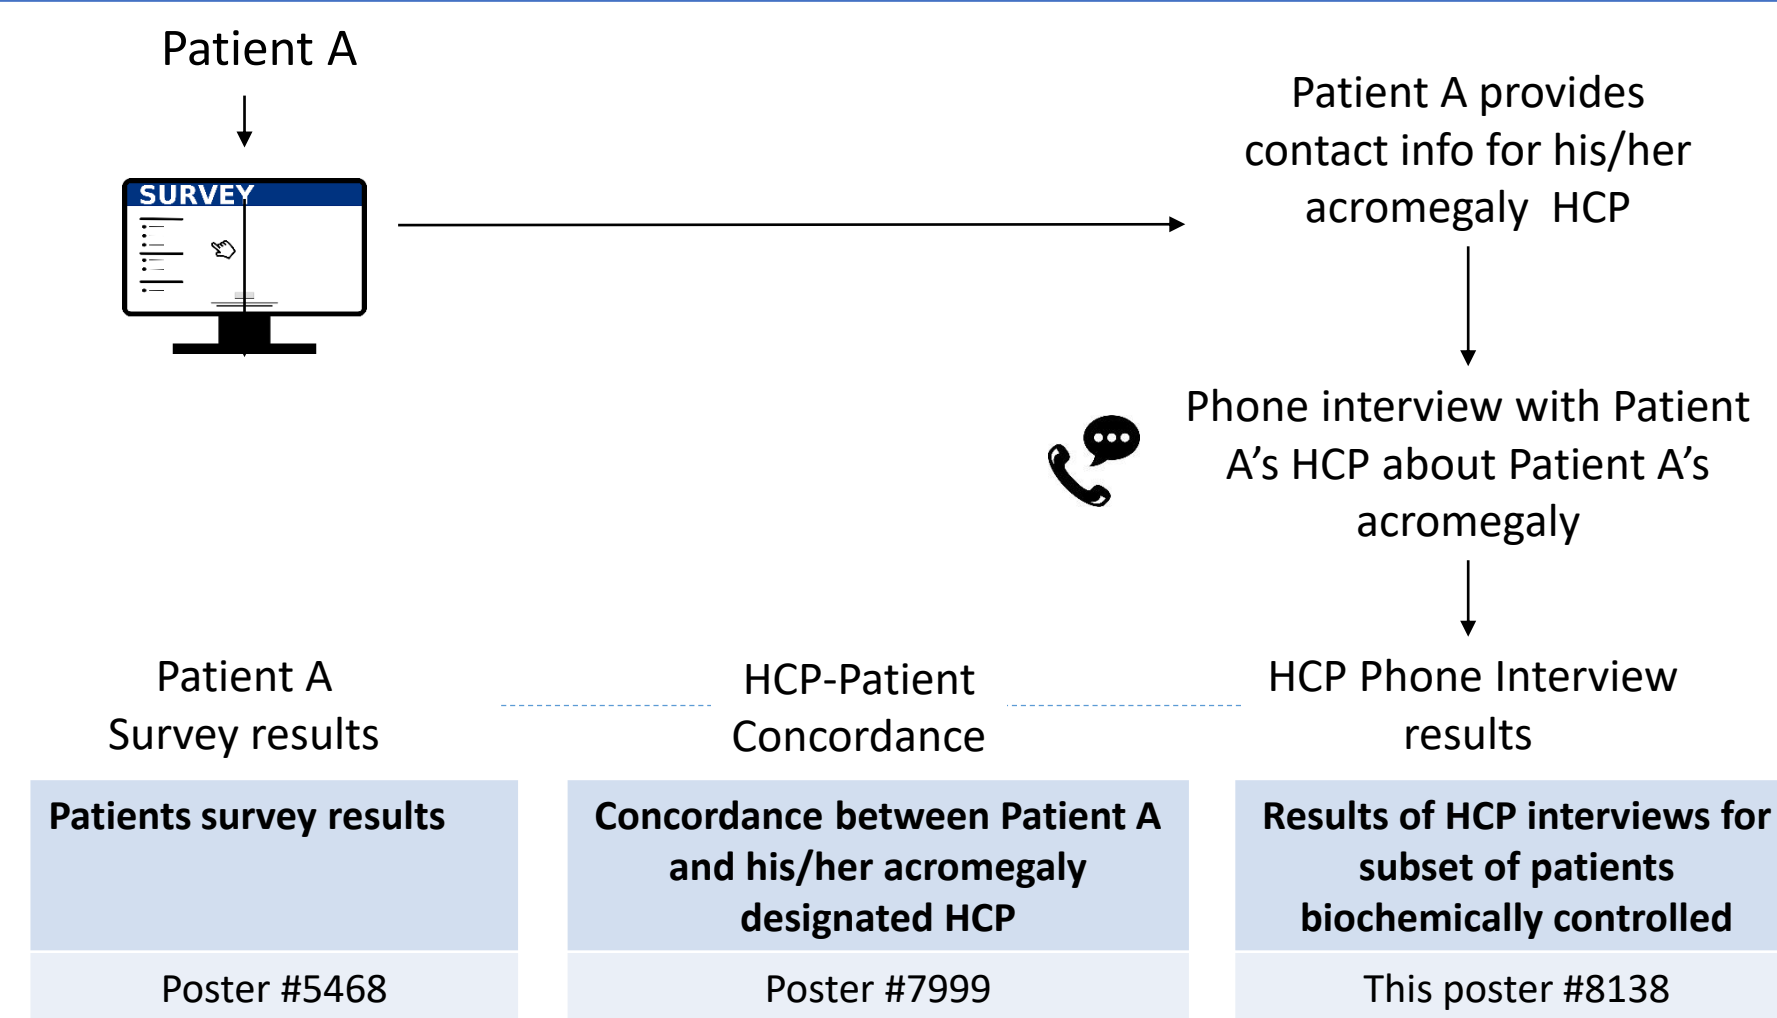 Patient A
SURVEY
Patient A provides
contact info for his/her
acromegaly HCP
Phone interview with Patient
A’s HCP about Patient A’s
acromegaly
Patient A
Survey results
HCP-Patient
Concordance
HCP Phone Interview
results
Patients survey results
Concordance between Patient A
and his/her acromegaly
designated HCP
Results of HCP interviews for
subset of patients
biochemically controlled
Poster #5468
Poster #7999
This poster #8138